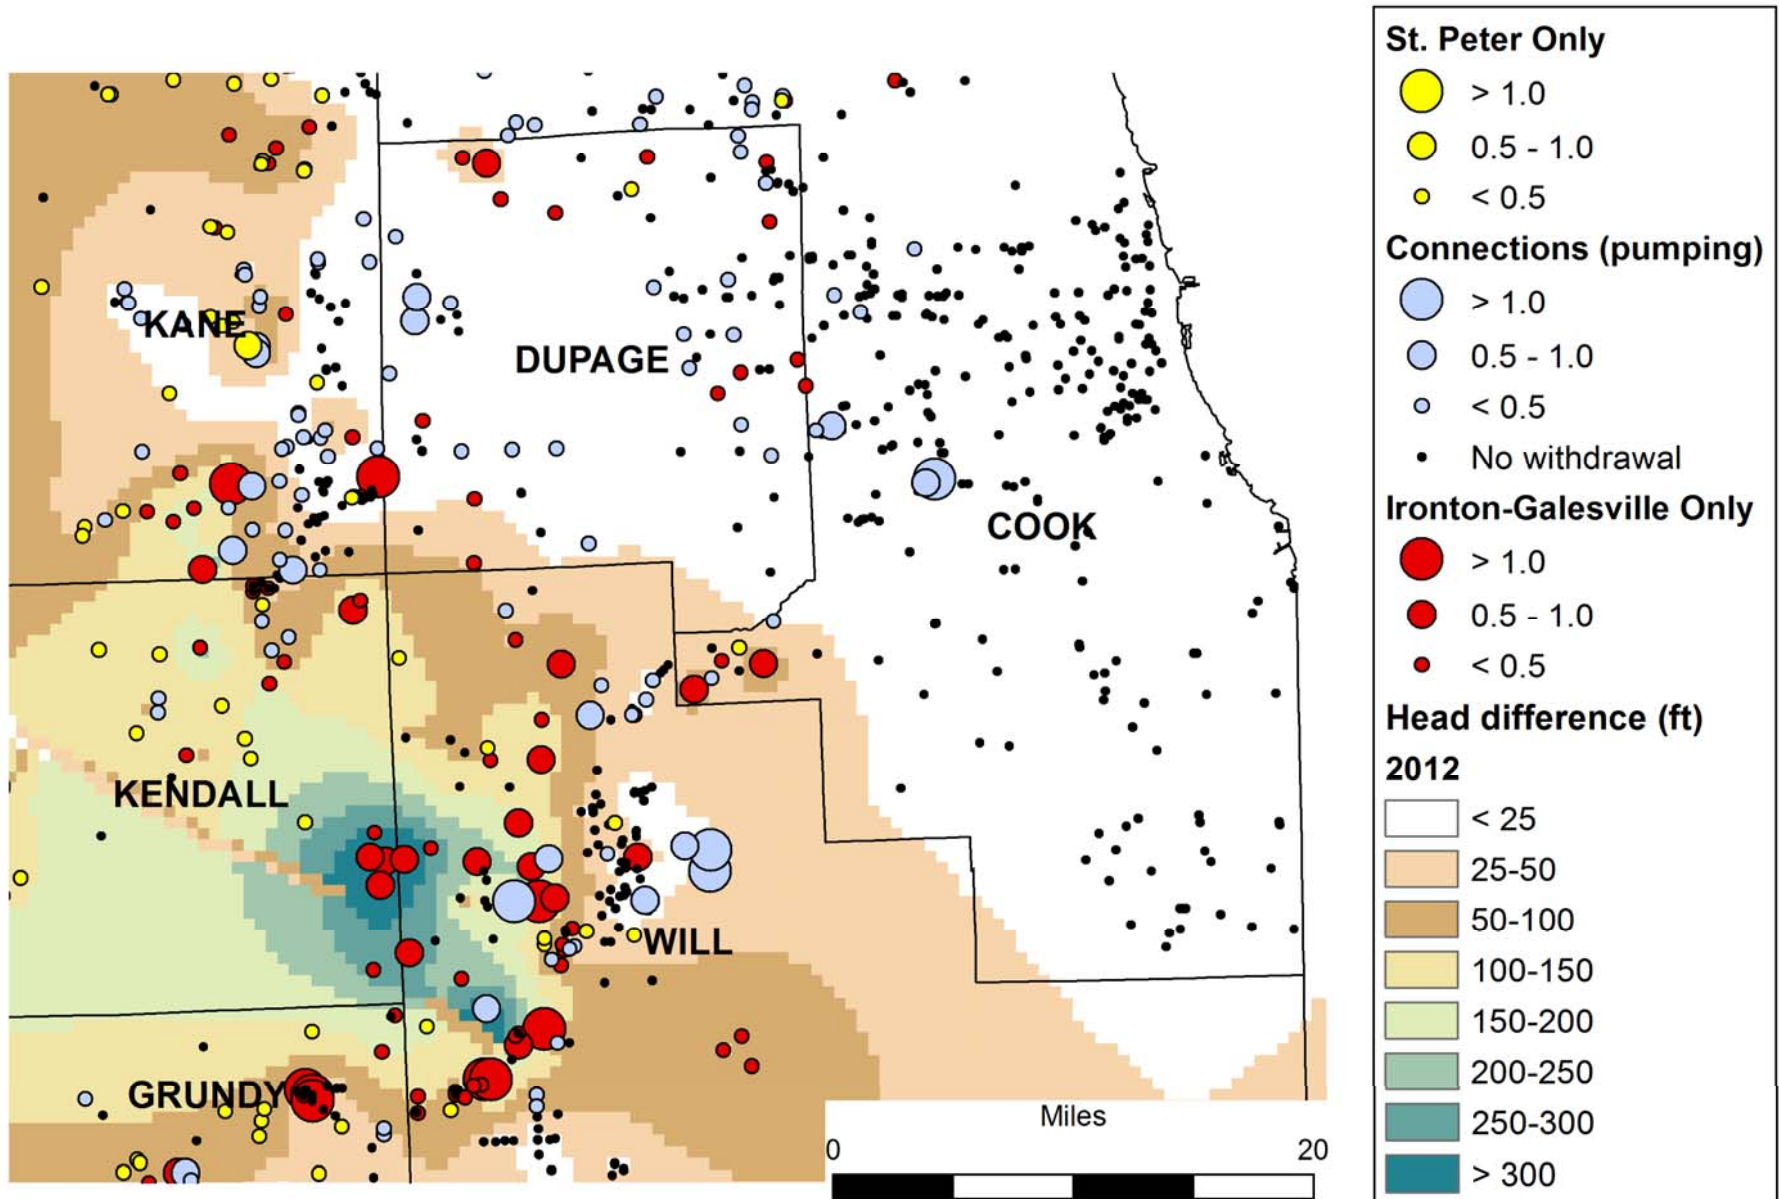 KANE
DUPAGE
COOK
KENDALL
WILL
GRUNDY
Miles
0 20
St. Peter Only
> 1.0
0.5 - 1.0
< 0.5
Connections (pumping)
> 1.0
0.5 - 1.0
< 0.5
No withdrawal
Ironton-Galesville Only
> 1.0
0.5 - 1.0
< 0.5
Head difference (ft)
2012
< 25
25-50
50-100
100-150
150-200
200-250
250-300
> 300